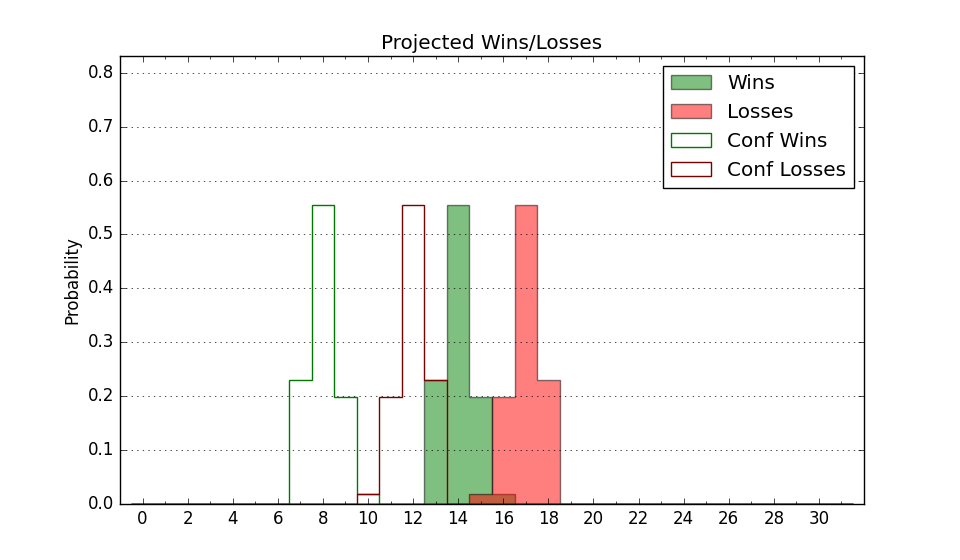 Projected Wins/Losses
Wins
Losses
Conf Wins
Conf Losses
Probability
0.8
0.7
0.6
0.5
0.4
0.3
0.2
0.1
0.0
0 2 4 6 8 10 12 14 16 18 20 22 24 26 28 30